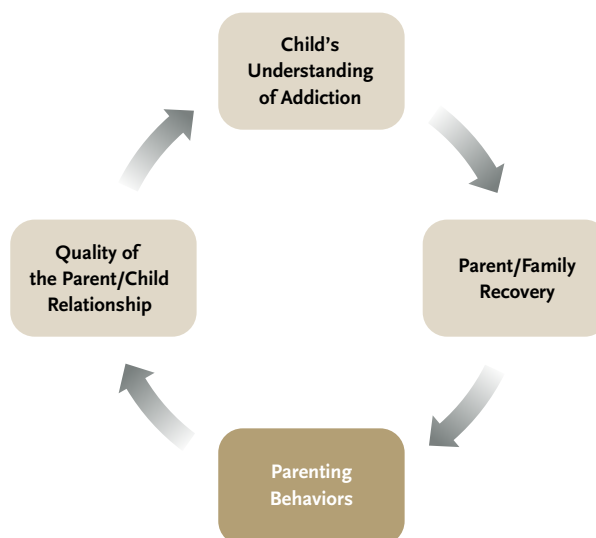 Child’s
Understanding
of Addiction
Quality of
the Parent/Child
Relationship
Parent/Family
Recovery
Parenting
Behaviors